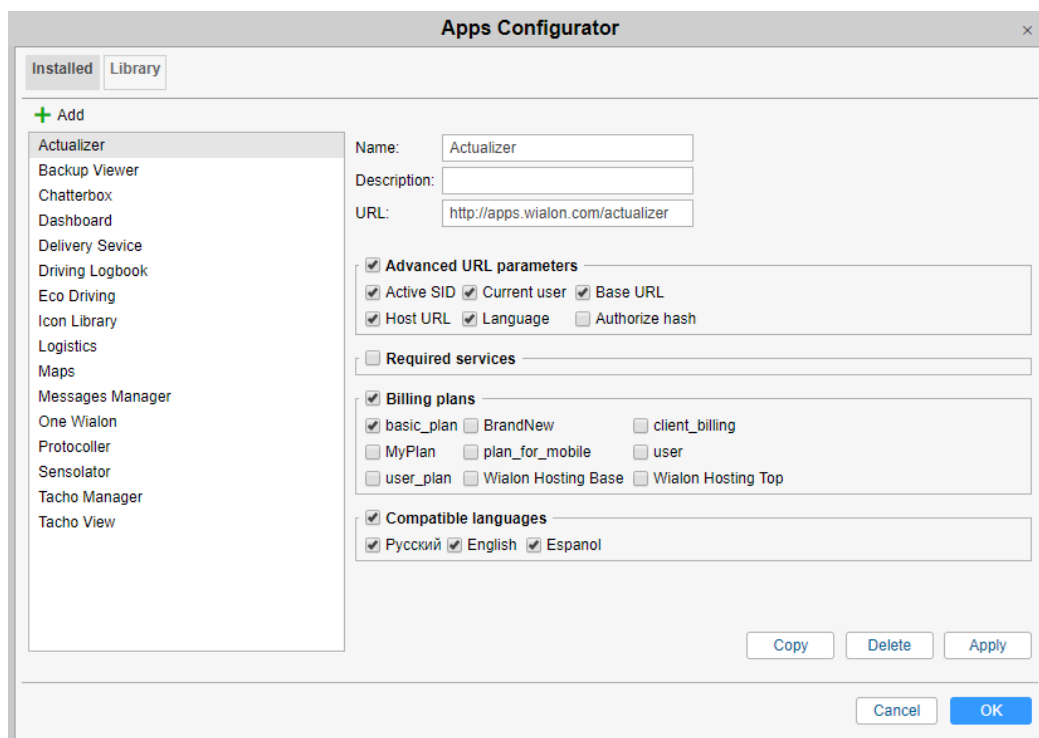 Apps Configurator ×
Installed Library
Add
Actualizer
Backup Viewer
Chatterbox
Dashboard
Delivery Sevice
Driving Logbook
Eco Driving
Icon Library
Logistics
Maps
Messages Manager
One Wialon
Protocoller
Sensolator
Tacho Manager
Tacho View
Name: Actualizer
Description:
URL: http://apps.wialon.com/actualizer
Advanced URL parameters
Active SID Current user Base URL
Host URL Language Authorize hash
Required services
Billing plans
basic_plan BrandNew client_billing
MyPlan plan_for_mobile user
user_plan Wialon Hosting Base Wialon Hosting Top
Compatible languages
Русский English Espanol
Copy Delete Apply
Cancel OK